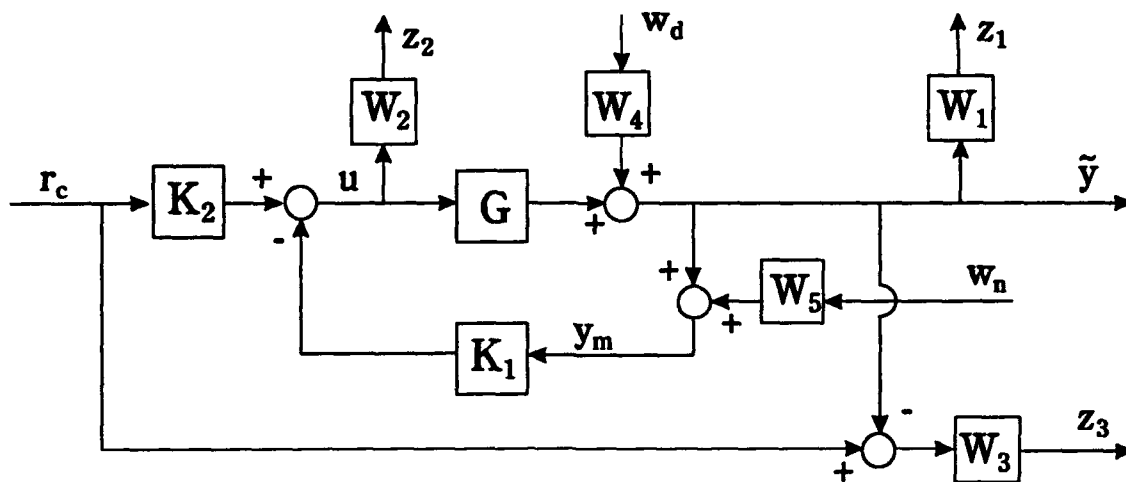 z₂
w_d
z₁
W₂
W₄
W₁
r_c
K₂
+
u
G
+
+
ỹ
-
+
W₅
w_n
+
K₁
y_m
-
+
W₃
z₃